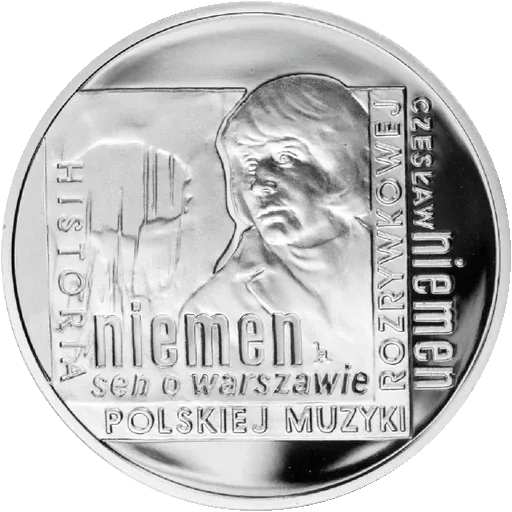 HISTORIA
POLSKIEJ MUZYKI
ROZRYWKOWEJ
CZESŁAW niemen
niemen
sen o warszawie